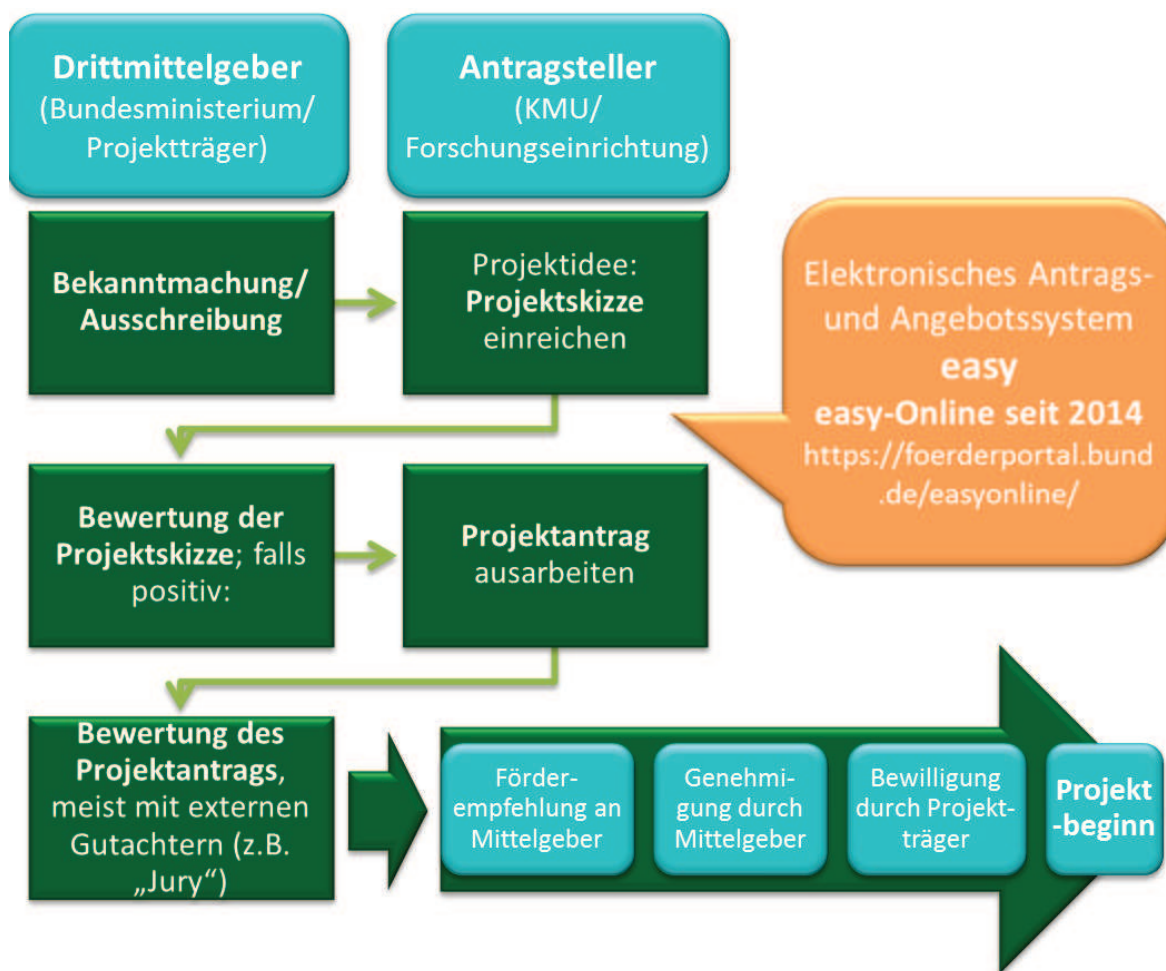 Drittmittelgeber
(Bundesministerium/
Projektträger)
Antragsteller
(KMU/
Forschungseinrichtung)
Bekanntmachung/
Ausschreibung
Projektidee:
Projektskizze
einreichen
Elektronisches Antrags-
und Angebotssystem
easy
easy-Online seit 2014
https://foerderportal.bund
.de/easyonline/
Bewertung der
Projektskizze; falls
positiv:
Projektantrag
ausarbeiten
Bewertung des
Projektantrags,
meist mit externen
Gutachtern (z.B.
„Jury“)
Förder-
empfehlung an
Mittelgeber
Genehmi-
gung durch
Mittelgeber
Bewilligung
durch Projekt-
träger
Projekt
-beginn